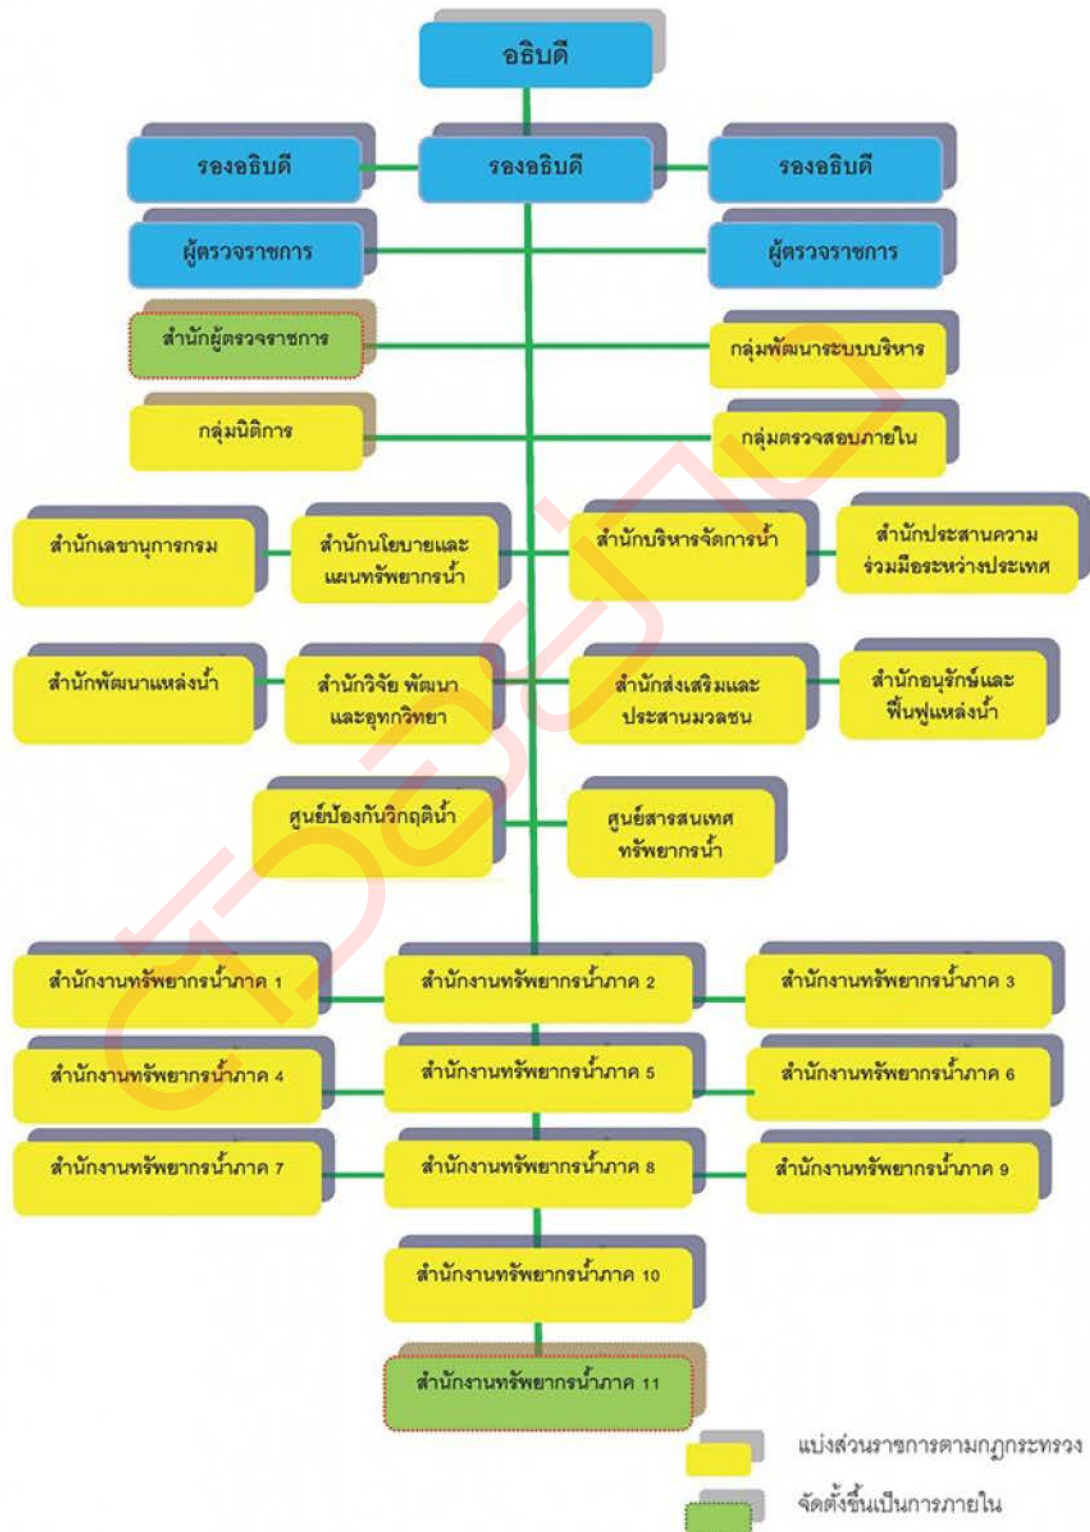 อธิบดี
รองอธิบดี
รองอธิบดี
รองอธิบดี
ผู้ตรวจราชการ
ผู้ตรวจราชการ
สำนักผู้ตรวจราชการ
กลุ่มพัฒนาระบบบริหาร
กลุ่มนิติการ
กลุ่มตรวจสอบภายใน
สำนักเลขานุการกรม
สำนักนโยบายและ
แผนทรัพยากรน้ำ
สำนักบริหารจัดการน้ำ
สำนักประสานความ
ร่วมมือระหว่างประเทศ
สำนักพัฒนาแหล่งน้ำ
สำนักวิจัย พัฒนา
และอุทกวิทยา
สำนักส่งเสริมและ
ประสานมวลชน
สำนักอนุรักษ์และ
ฟื้นฟูแหล่งน้ำ
ศูนย์ป้องกันวิกฤติน้ำ
ศูนย์สารสนเทศ
ทรัพยากรน้ำ
สำนักงานทรัพยากรน้ำภาค 1
สำนักงานทรัพยากรน้ำภาค 2
สำนักงานทรัพยากรน้ำภาค 3
สำนักงานทรัพยากรน้ำภาค 4
สำนักงานทรัพยากรน้ำภาค 5
สำนักงานทรัพยากรน้ำภาค 6
สำนักงานทรัพยากรน้ำภาค 7
สำนักงานทรัพยากรน้ำภาค 8
สำนักงานทรัพยากรน้ำภาค 9
สำนักงานทรัพยากรน้ำภาค 10
สำนักงานทรัพยากรน้ำภาค 11
แบ่งส่วนราชการตามกฎกระทรวง
จัดตั้งขึ้นเป็นการภายใน
ตัวอย่าง